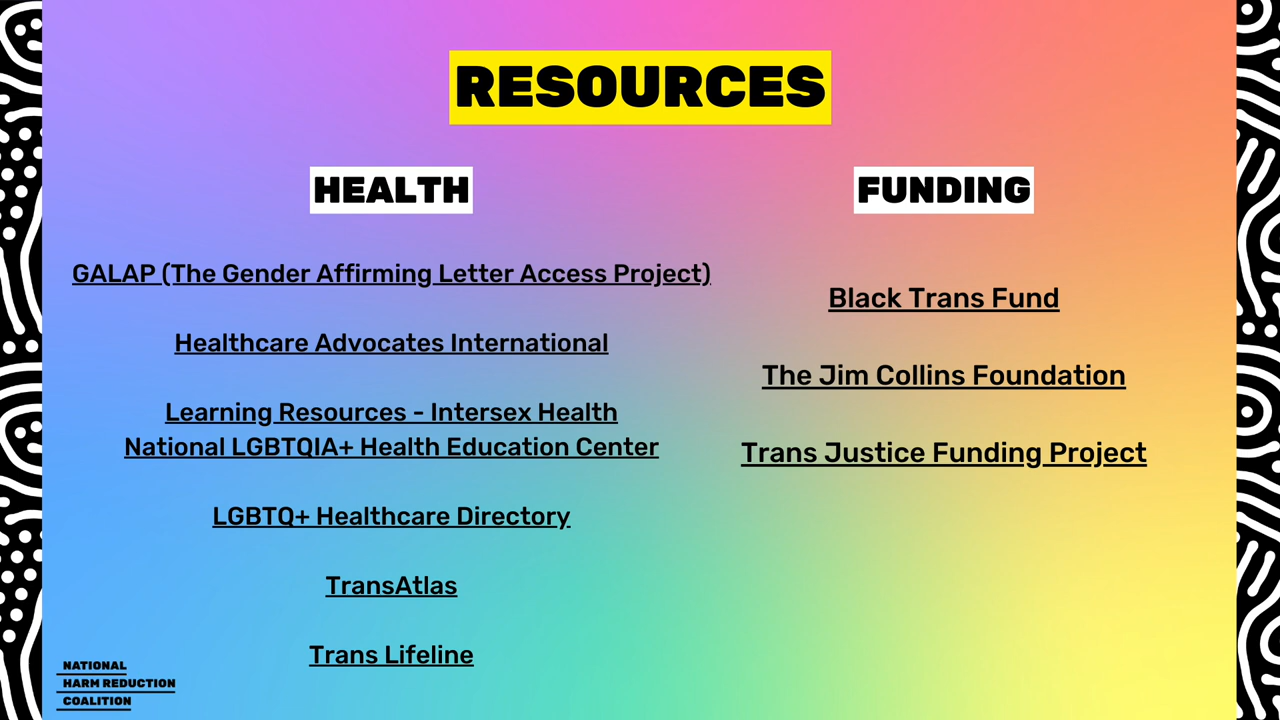 RESOURCES
HEALTH
GALAP (The Gender Affirming Letter Access Project)
Healthcare Advocates International
Learning Resources - Intersex Health
National LGBTQIA+ Health Education Center
LGBTQ+ Healthcare Directory
TransAtlas
Trans Lifeline
FUNDING
Black Trans Fund
The Jim Collins Foundation
Trans Justice Funding Project
NATIONAL
HARM REDUCTION
COALITION